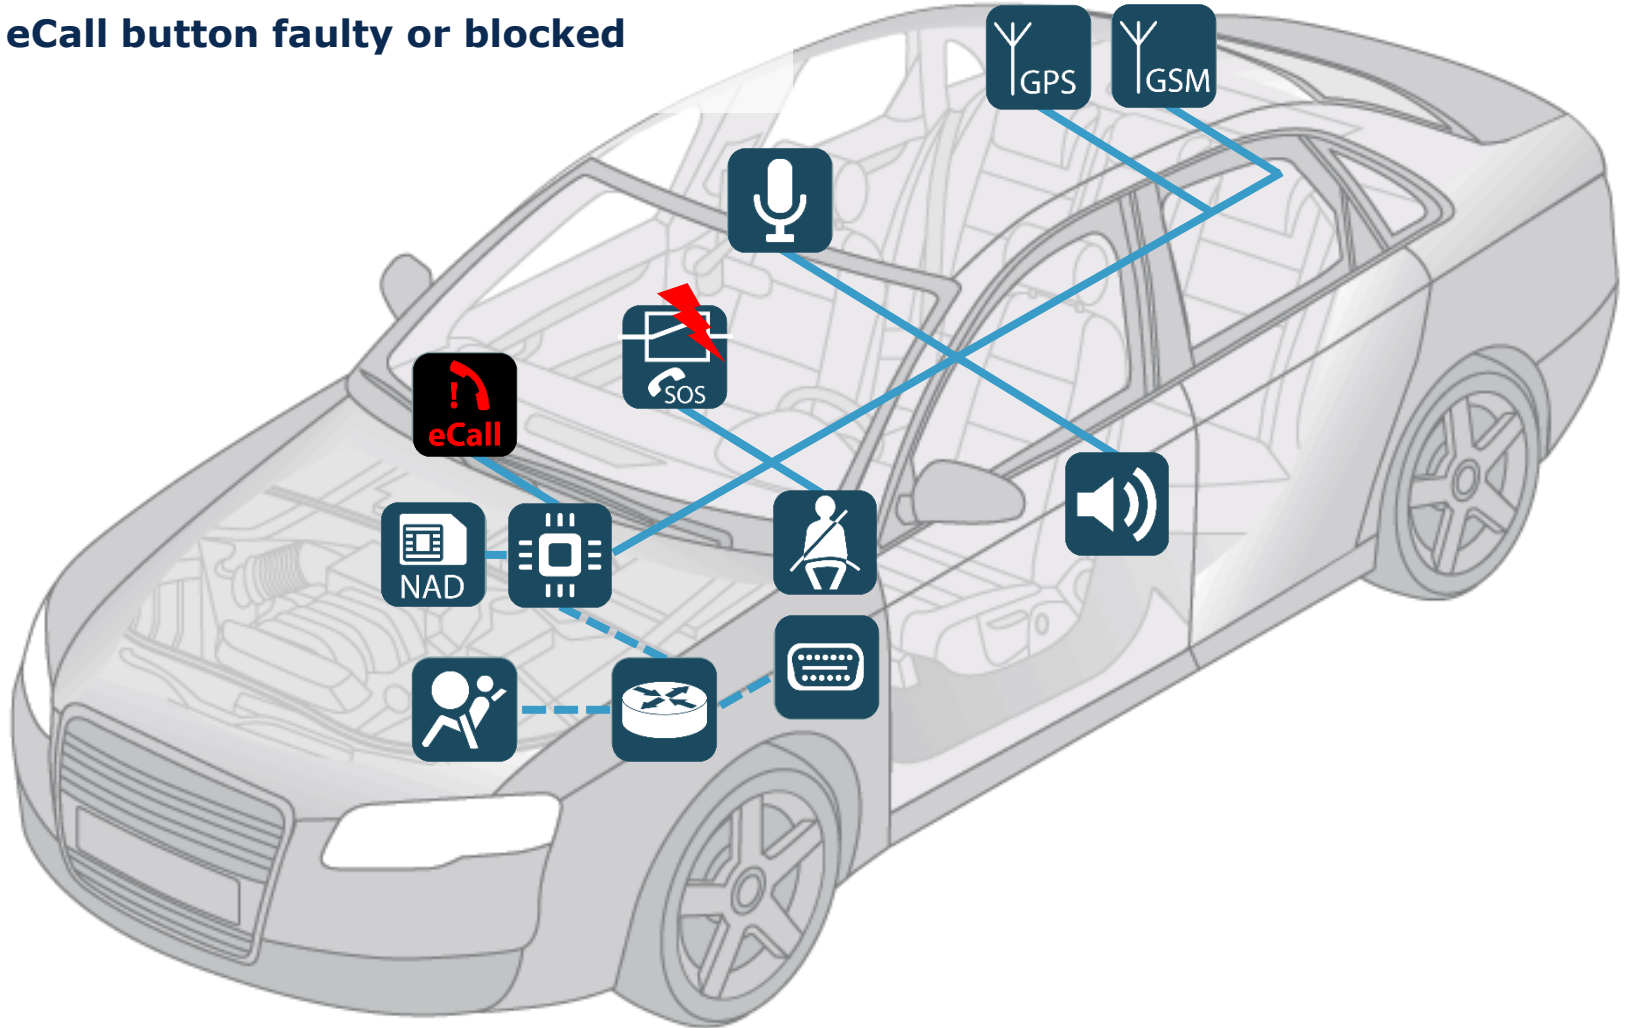 eCall button faulty or blocked
GPS
GSM
SOS
!
eCall
NAD